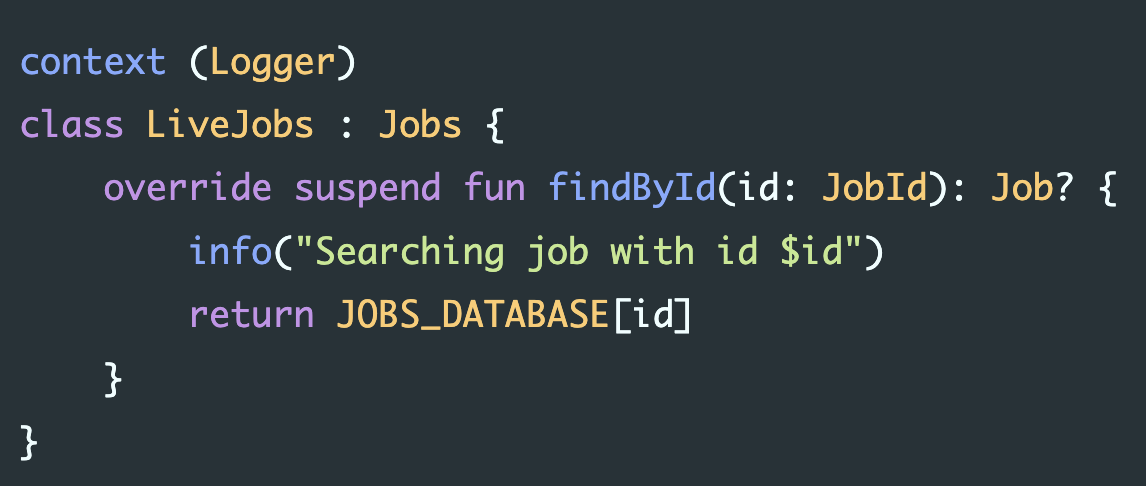 context (Logger)
class LiveJobs : Jobs {
    override suspend fun findById(id: JobId): Job? {
        info("Searching job with id $id")
        return JOBS_DATABASE[id]
    }
}